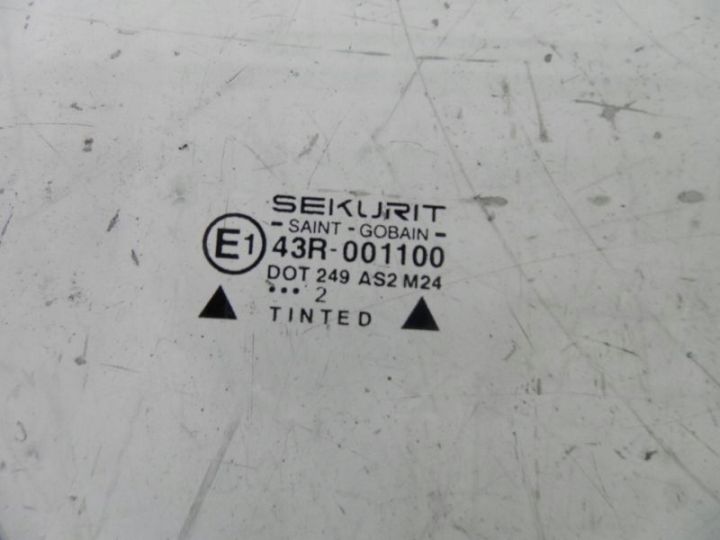 SEKURIT
- SAINT - GOBAIN -
E1 43R-001100
DOT 249 AS2 M24
••• 2
TINTED